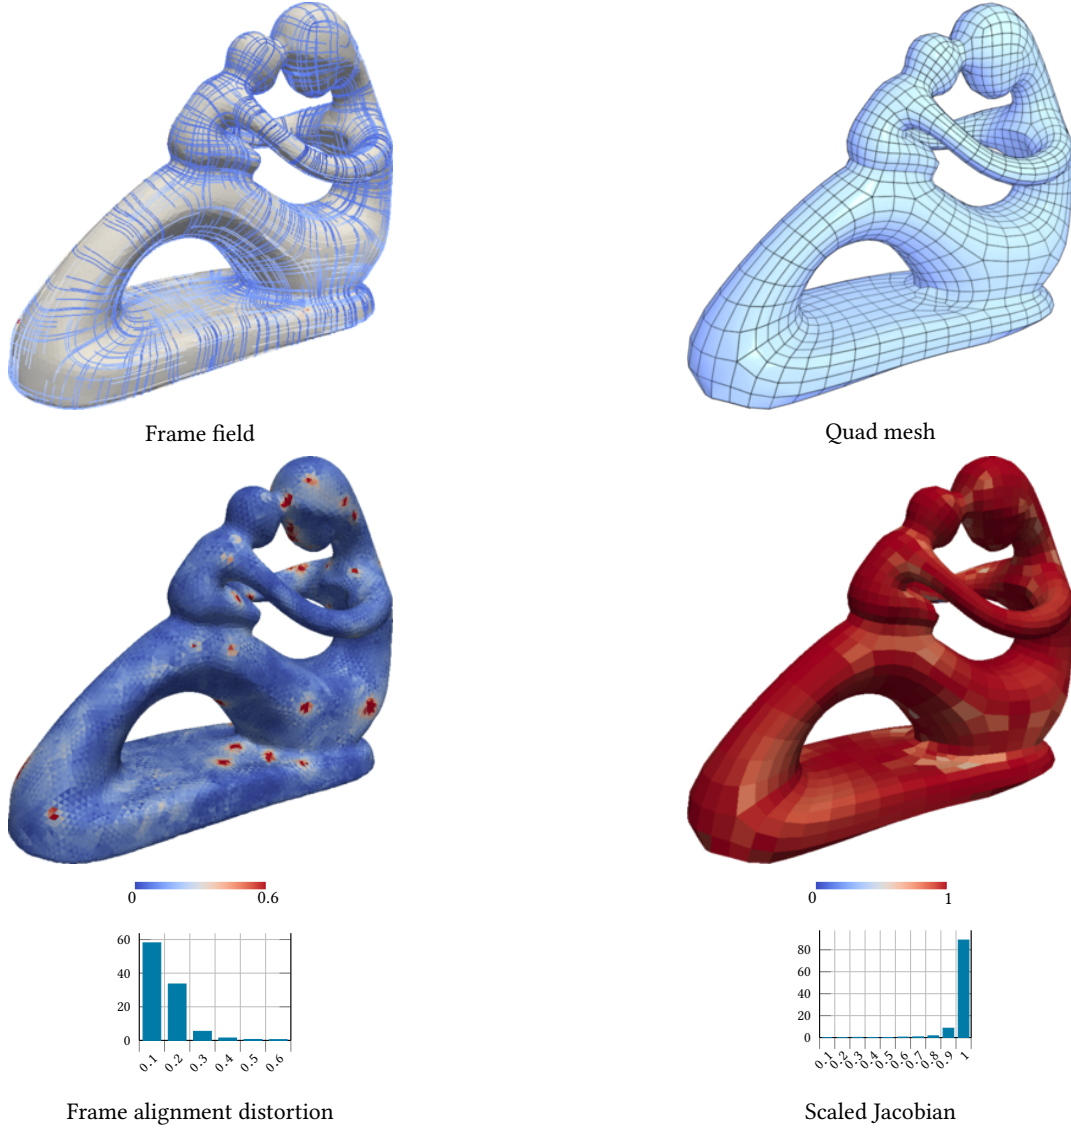 Frame field
Quad mesh
0 0.6
0 1
60
40
20
0
0.1 0.2 0.3 0.4 0.5 0.6
80
60
40
20
0
0.1 0.2 0.3 0.4 0.5 0.6 0.7 0.8 0.9 1
Frame alignment distortion
Scaled Jacobian